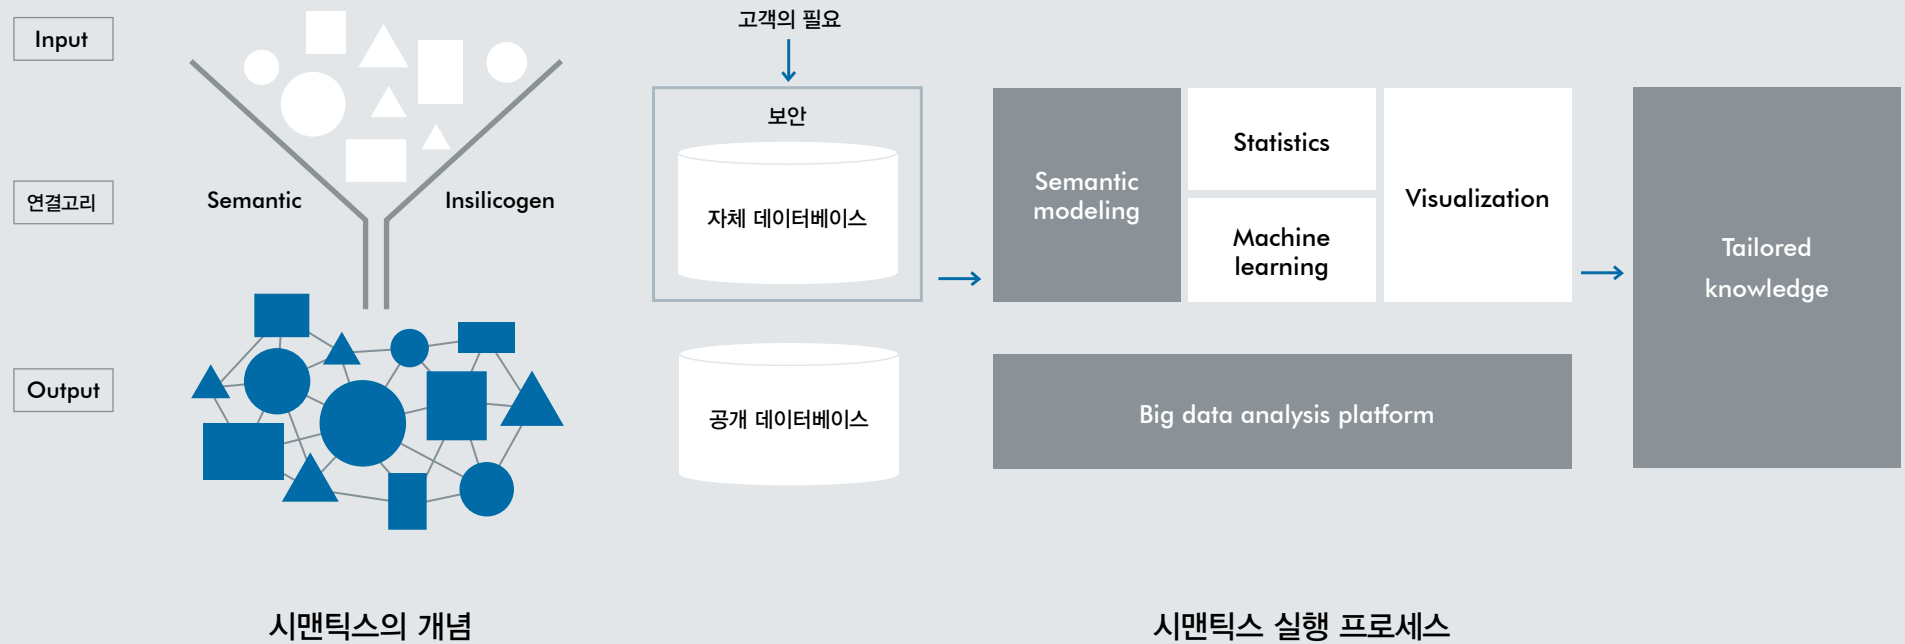 Input
연결고리
Output
Semantic
Insilicogen
시맨틱스의 개념
고객의 필요
보안
자체 데이터베이스
공개 데이터베이스
Semantic
modeling
Statistics
Machine
learning
Visualization
Big data analysis platform
Tailored
knowledge
시맨틱스 실행 프로세스